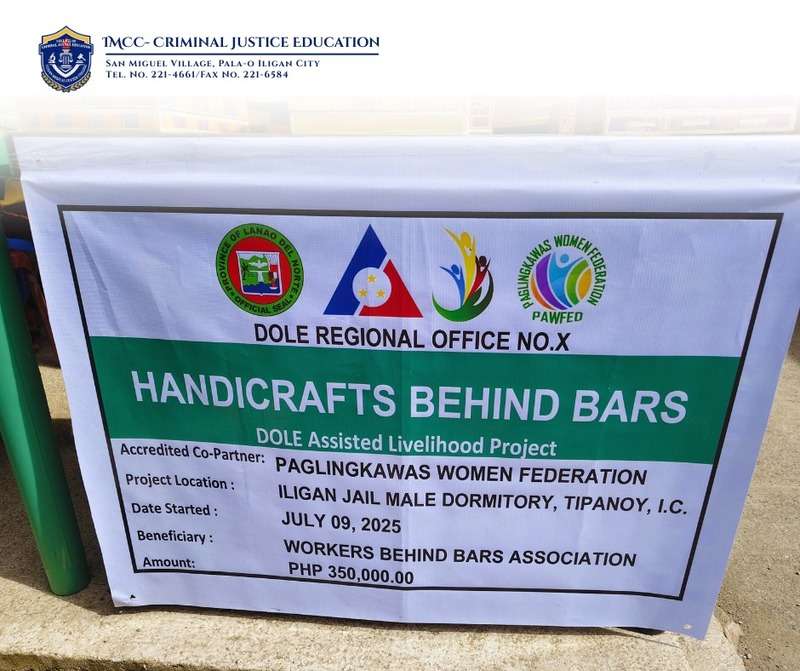 IMCC- CRIMINAL JUSTICE EDUCATION
SAN MIGUEL VILLAGE, PALA-O ILIGAN CITY
TEL. NO. 221-4661/FAX NO. 221-6584
PROVINCE OF LANAO DEL NORTE
OFFICIAL SEAL
PAGLINGKAWAS WOMEN FEDERATION
PAWFED
DOLE REGIONAL OFFICE NO.X
HANDICRAFTS BEHIND BARS
DOLE Assisted Livelihood Project
Accredited Co-Partner: PAGLINGKAWAS WOMEN FEDERATION
Project Location : ILIGAN JAIL MALE DORMITORY, TIPANOY, I.C.
Date Started : JULY 09, 2025
Beneficiary : WORKERS BEHIND BARS ASSOCIATION
Amount: PHP 350,000.00